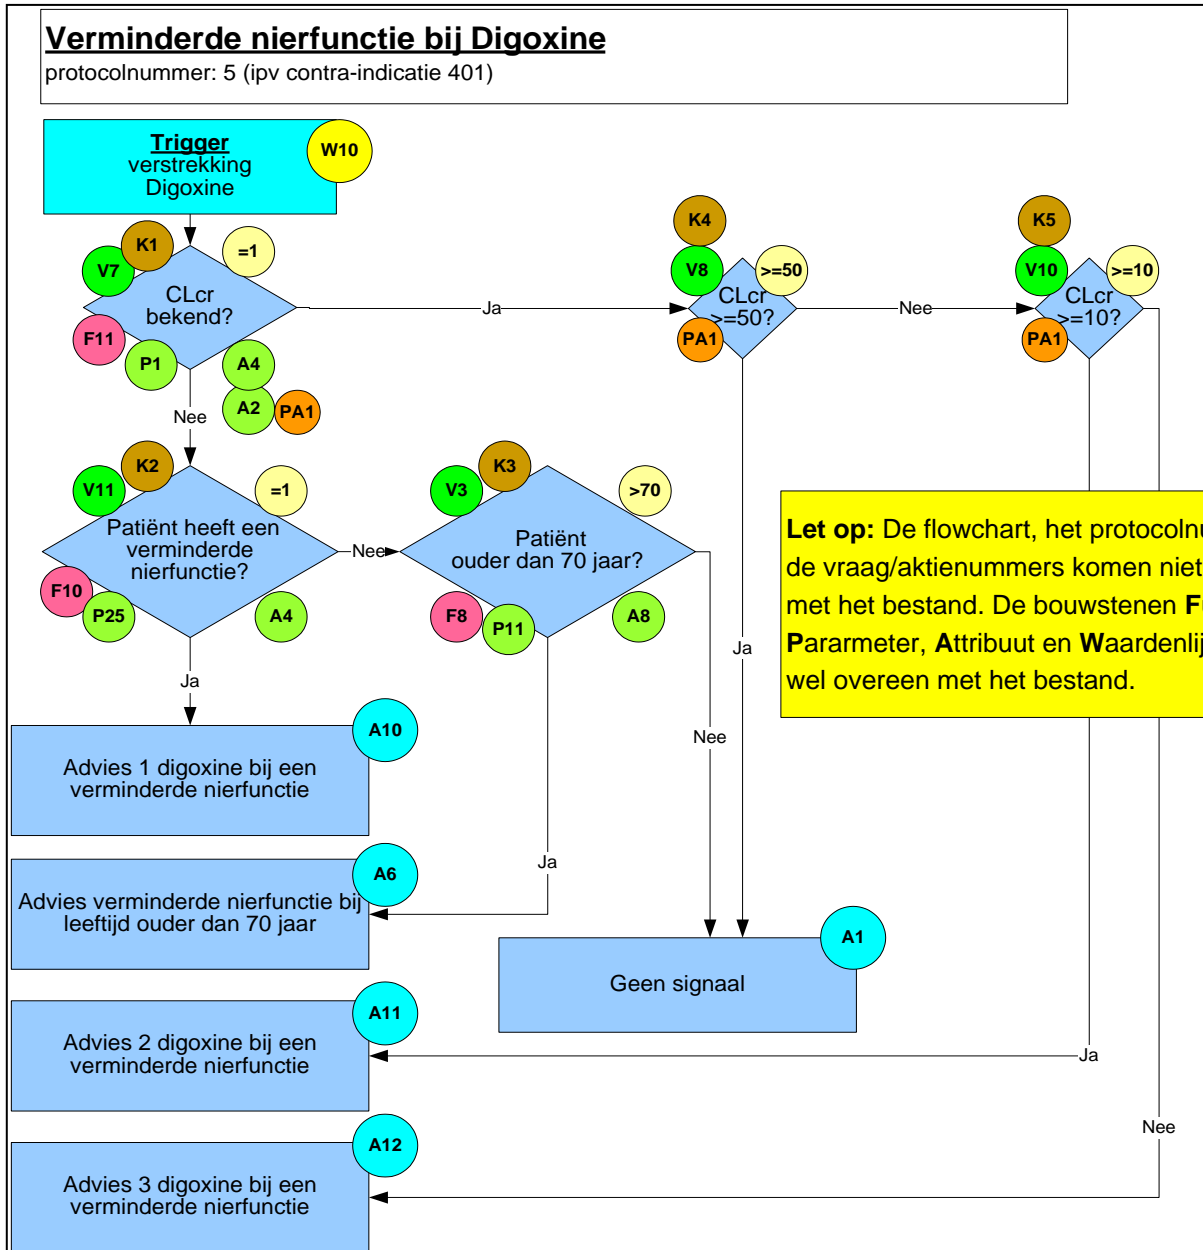 Verminderde nierfunctie bij Digoxine
protocolnummer: 5 (ipv contra-indicatie 401)
Trigger
verstrekking
Digoxine
W10
K1
=1
V7
CLcr
bekend?
F11
P1
A4
A2
PA1
Ja
K4
V8
>=50
CLcr
>=50?
PA1
Nee
K5
V10
>=10
CLcr
>=10?
PA1
Nee
K2
V11
=1
Patiënt heeft een
verminderde
nierfunctie?
F10
P25
A4
Nee
K3
V3
>70
Patiënt
ouder dan 70 jaar?
F8
P11
A8
Let op: De flowchart, het protocolnu
de vraag/aktienummers komen niet
met het bestand. De bouwstenen F
Pararmeter, Attribuut en Waardenlij
wel overeen met het bestand.
Ja
Ja
Nee
A10
Advies 1 digoxine bij een
verminderde nierfunctie
Ja
A6
Advies verminderde nierfunctie bij
leeftijd ouder dan 70 jaar
A1
Geen signaal
A11
Advies 2 digoxine bij een
verminderde nierfunctie
Ja
Nee
A12
Advies 3 digoxine bij een
verminderde nierfunctie